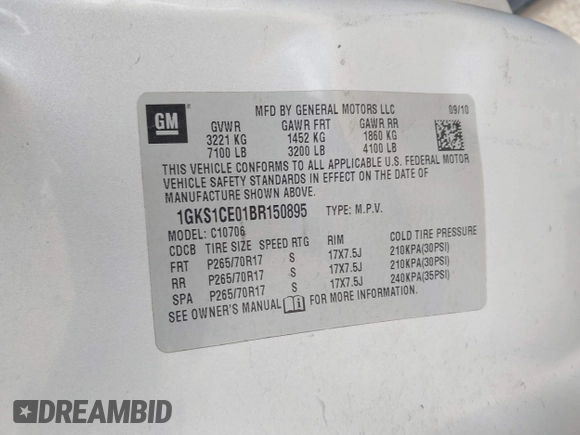 GM
MFD BY GENERAL MOTORS LLC 09/10
GVWR GAWR FRT GAWR RR
3221 KG 1452 KG 1860 KG
7100 LB 3200 LB 4100 LB
THIS VEHICLE CONFORMS TO ALL APPLICABLE U.S. FEDERAL MOTOR
VEHICLE SAFETY STANDARDS IN EFFECT ON THE DATE OF
MANUFACTURE SHOWN ABOVE.
1GKS1CE01BR150895 TYPE: M.P.V.
MODEL: C10706
CDCB TIRE SIZE SPEED RTG RIM COLD TIRE PRESSURE
FRT P265/70R17 S 17X7.5J 210KPA(30PSI)
RR P265/70R17 S 17X7.5J 210KPA(30PSI)
SPA P265/70R17 S 17X7.5J 240KPA(35PSI)
SEE OWNER'S MANUAL i FOR MORE INFORMATION.
DREAMBID